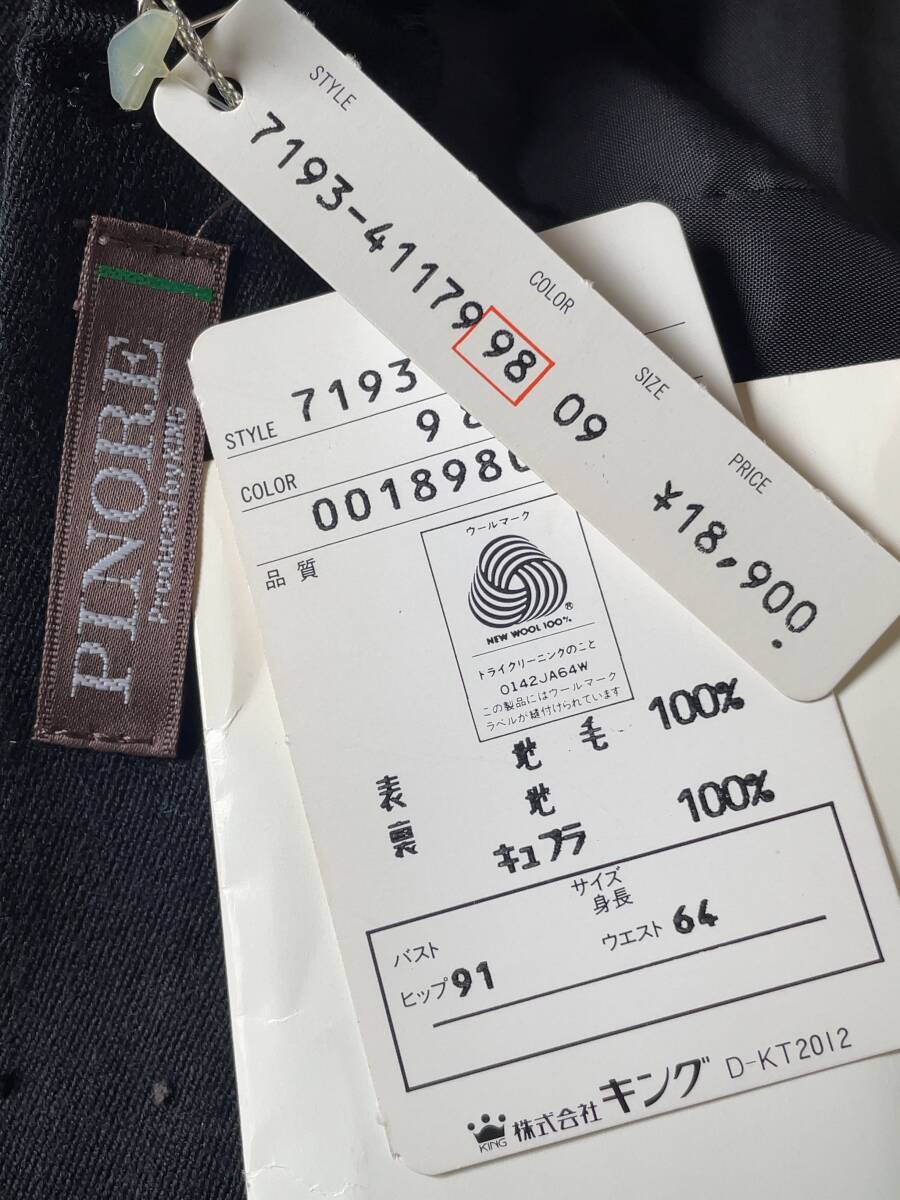 STYLE
7193-41179
COLOR
98
SIZE
09
PRICE
¥18,900.
PINORE
Produced by KING
STYLE 7193
98
COLOR
001898
品質
ウールマーク
NEW WOOL 100%
®
ドライクリーニングのこと
0142JA64W
この製品にはウールマーク
ラベルが縫付けられています
表 地 毛 100%
裏 地
キュプラ 100%
サイズ
身長
バスト
ウエスト 64
ヒップ 91
KING 株式会社 キング D-KT2012